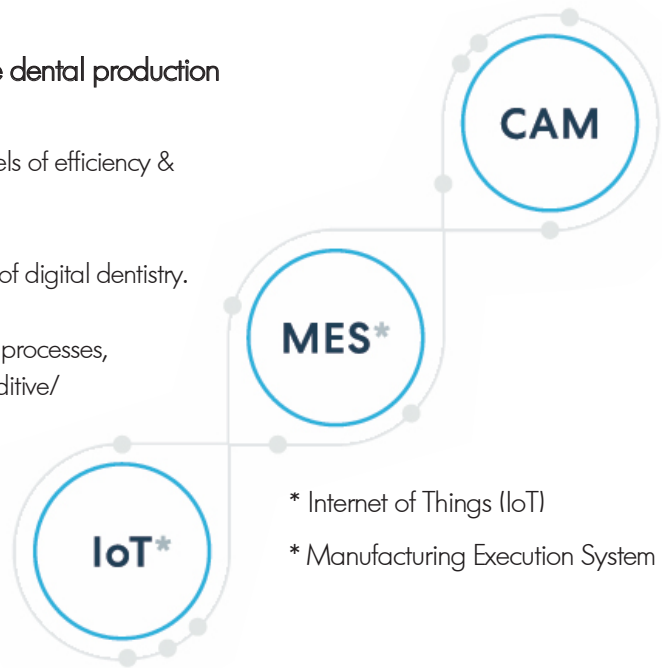 dental production
els of efficiency &
of digital dentistry.
processes,
ditive/
CAM
MES*
IoT*
* Internet of Things (IoT)
* Manufacturing Execution System